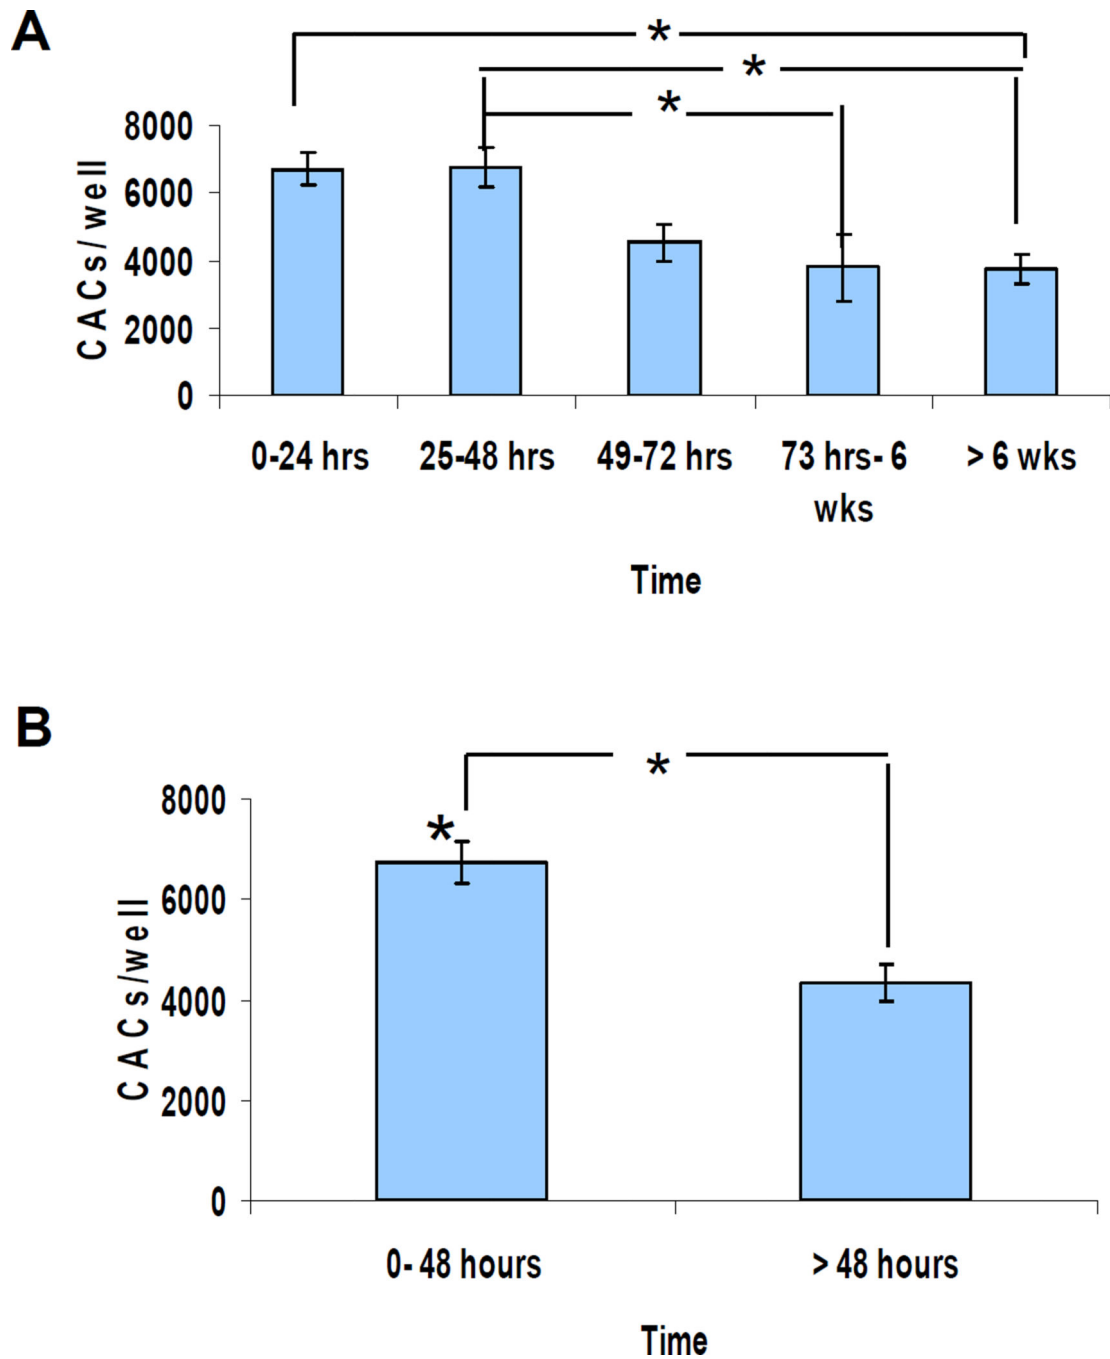 A
*
*
*
8000
6000
4000
2000
0
CACs/well
0-24 hrs
25-48 hrs
49-72 hrs
73 hrs- 6
wks
> 6 wks
Time
B
*
*
8000
6000
4000
2000
0
CACs/well
0- 48 hours
> 48 hours
Time